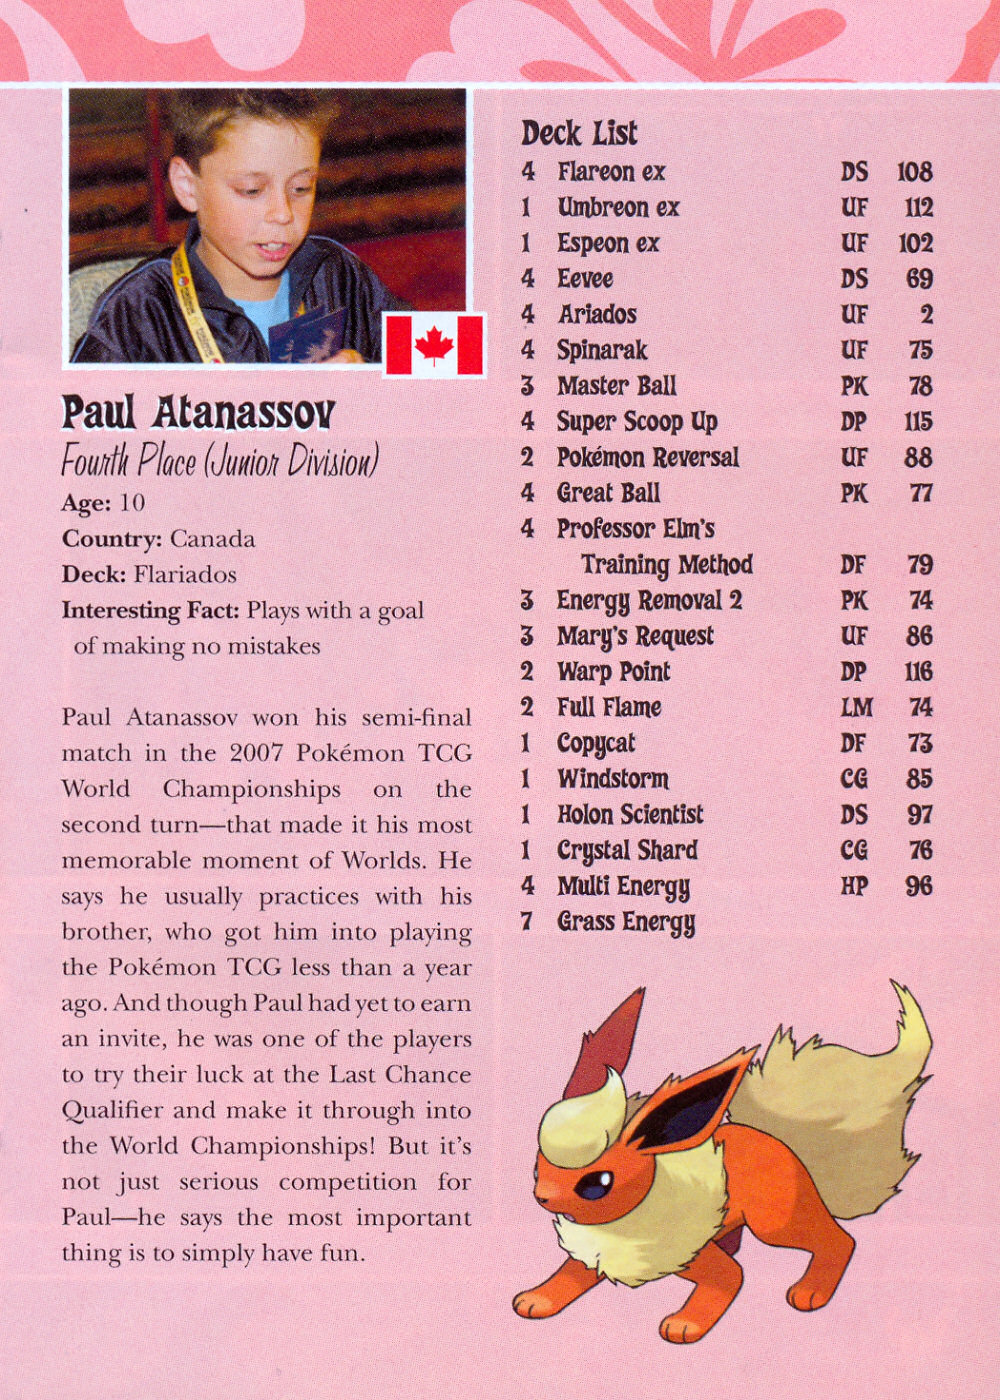 Paul Atanassov
Fourth Place (Junior Division)
Age: 10
Country: Canada
Deck: Flariados
Interesting Fact: Plays with a goal
of making no mistakes
Paul Atanassov won his semi-final
match in the 2007 Pokémon TCG
World Championships on the
second turn—that made it his most
memorable moment of Worlds. He
says he usually practices with his
brother, who got him into playing
the Pokémon TCG less than a year
ago. And though Paul had yet to earn
an invite, he was one of the players
to try their luck at the Last Chance
Qualifier and make it through into
the World Championships! But it's
not just serious competition for
Paul—he says the most important
thing is to simply have fun.
Deck List
4 Flareon ex DS 108
1 Umbreon ex UF 112
1 Espeon ex UF 102
4 Eevee DS 69
4 Ariados UF 2
4 Spinarak UF 75
3 Master Ball PK 78
4 Super Scoop Up DP 115
2 Pokémon Reversal UF 88
4 Great Ball PK 77
4 Professor Elm's
Training Method DF 79
3 Energy Removal 2 PK 74
3 Mary's Request UF 86
2 Warp Point DP 116
2 Full Flame LM 74
1 Copycat DF 73
1 Windstorm CG 85
1 Holon Scientist DS 97
1 Crystal Shard CG 76
4 Multi Energy HP 96
7 Grass Energy